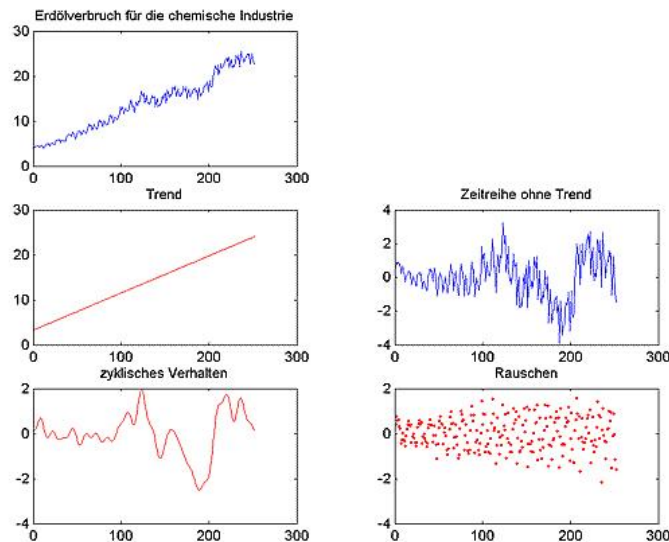 Erdölverbruch für die chemische Industrie
30
20
10
0
0 100 200 300
Trend
30
20
10
0
0 100 200 300
Zeitreihe ohne Trend
4
2
0
-2
-4
0 100 200 300
zyklisches Verhalten
2
0
-2
-4
0 100 200 300
Rauschen
2
0
-2
-4
0 100 200 300